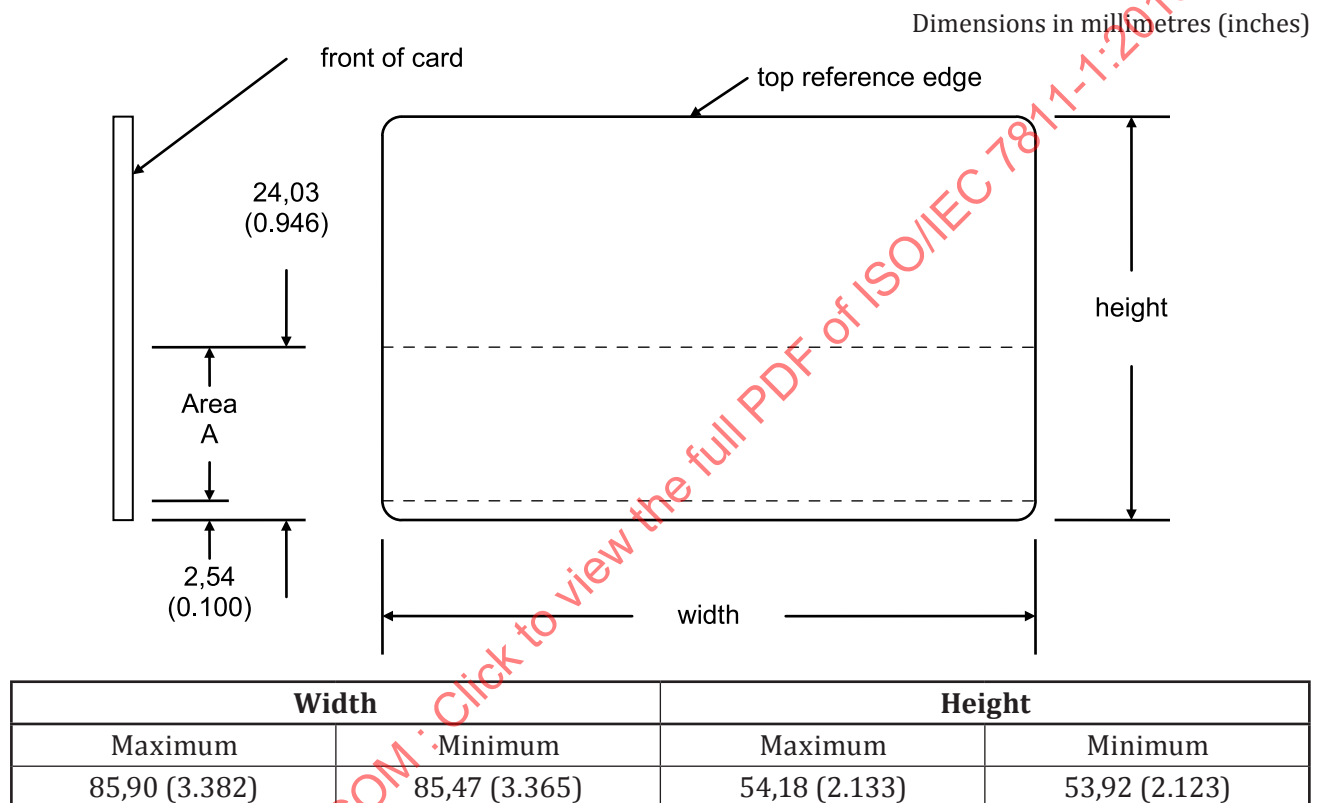 Dimensions in millimetres (inches)
front of card
top reference edge
24,03
(0.946)
height
Area
A
2,54
(0.100)
width
Width Height
Maximum Minimum Maximum Minimum
85,90 (3.382) 85,47 (3.365) 54,18 (2.133) 53,92 (2.123)
COM : Click to view the full PDF of ISO/IEC 7811-1:201